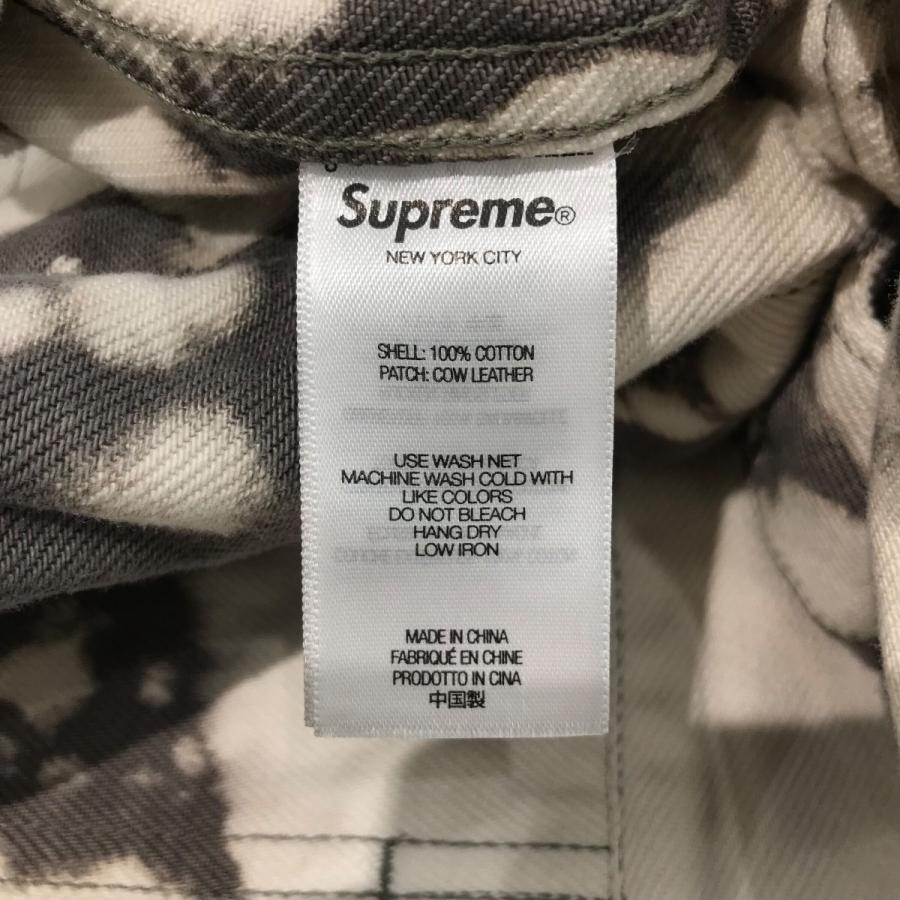 Supreme®
NEW YORK CITY
SHELL: 100% COTTON
PATCH: COW LEATHER
USE WASH NET
MACHINE WASH COLD WITH
LIKE COLORS
DO NOT BLEACH
HANG DRY
LOW IRON
MADE IN CHINA
FABRIQUÉ EN CHINE
PRODOTTO IN CINA
中国製